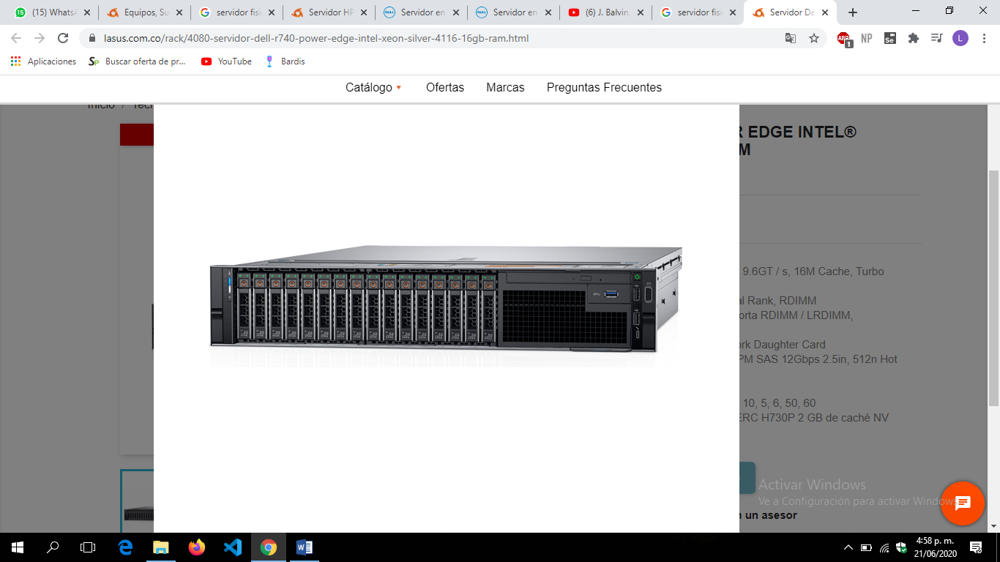 (15) WhatsA
Equipos, Su
servidor fisi
Servidor HP
Servidor en
Servidor en
(6) J. Balvin,
servidor fisi
Servidor De
lasus.com.co/rack/4080-servidor-dell-r740-power-edge-intel-xeon-silver-4116-16gb-ram.html
ABP
1
NP
Se
L
Aplicaciones
Buscar oferta de pr...
YouTube
Bardis
Catálogo
Ofertas
Marcas
Preguntas Frecuentes
Inicio / Tecn
R EDGE INTEL®
M
9.6GT / s, 16M Cache, Turbo
al Rank, RDIMM
orta RDIMM / LRDIMM,
ork Daughter Card
PM SAS 12Gbps 2.5in, 512n Hot
10, 5, 6, 50, 60
ERC H730P 2 GB de caché NV
Activar Windows
Ve a Configuración para activar Windows.
n un asesor
4:58 p. m.
21/06/2020